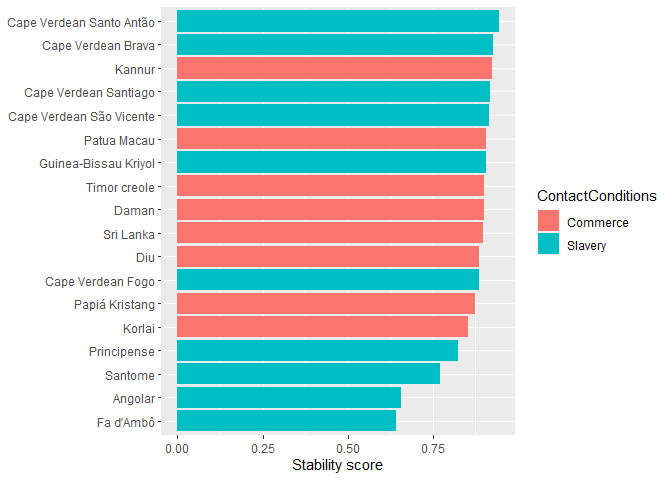 Cape Verdean Santo Antão
Cape Verdean Brava
Kannur
Cape Verdean Santiago
Cape Verdean São Vicente
Patua Macau
Guinea-Bissau Kriyol
Timor creole
Daman
Sri Lanka
Diu
Cape Verdean Fogo
Papiá Kristang
Korlai
Principense
Santome
Angolar
Fa d'Ambô
0.00 0.25 0.50 0.75
Stability score
ContactConditions
Commerce
Slavery